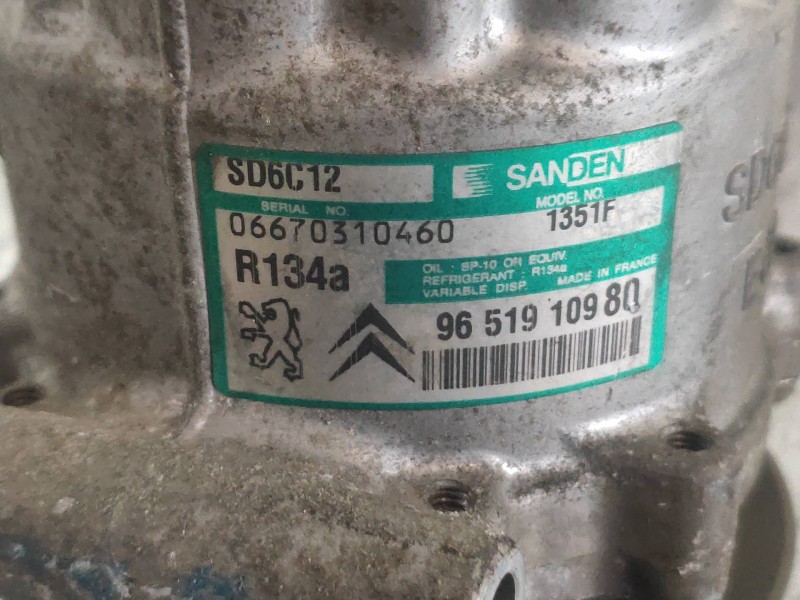 SD6C12
SANDEN
SERIAL NO.
MODEL NO.
06670310460
1351F
R134a
OIL : SP-10 OR EQUIV.
REFRIGERANT : R134a
VARIABLE DISP. MADE IN FRANCE
96 519 109 80